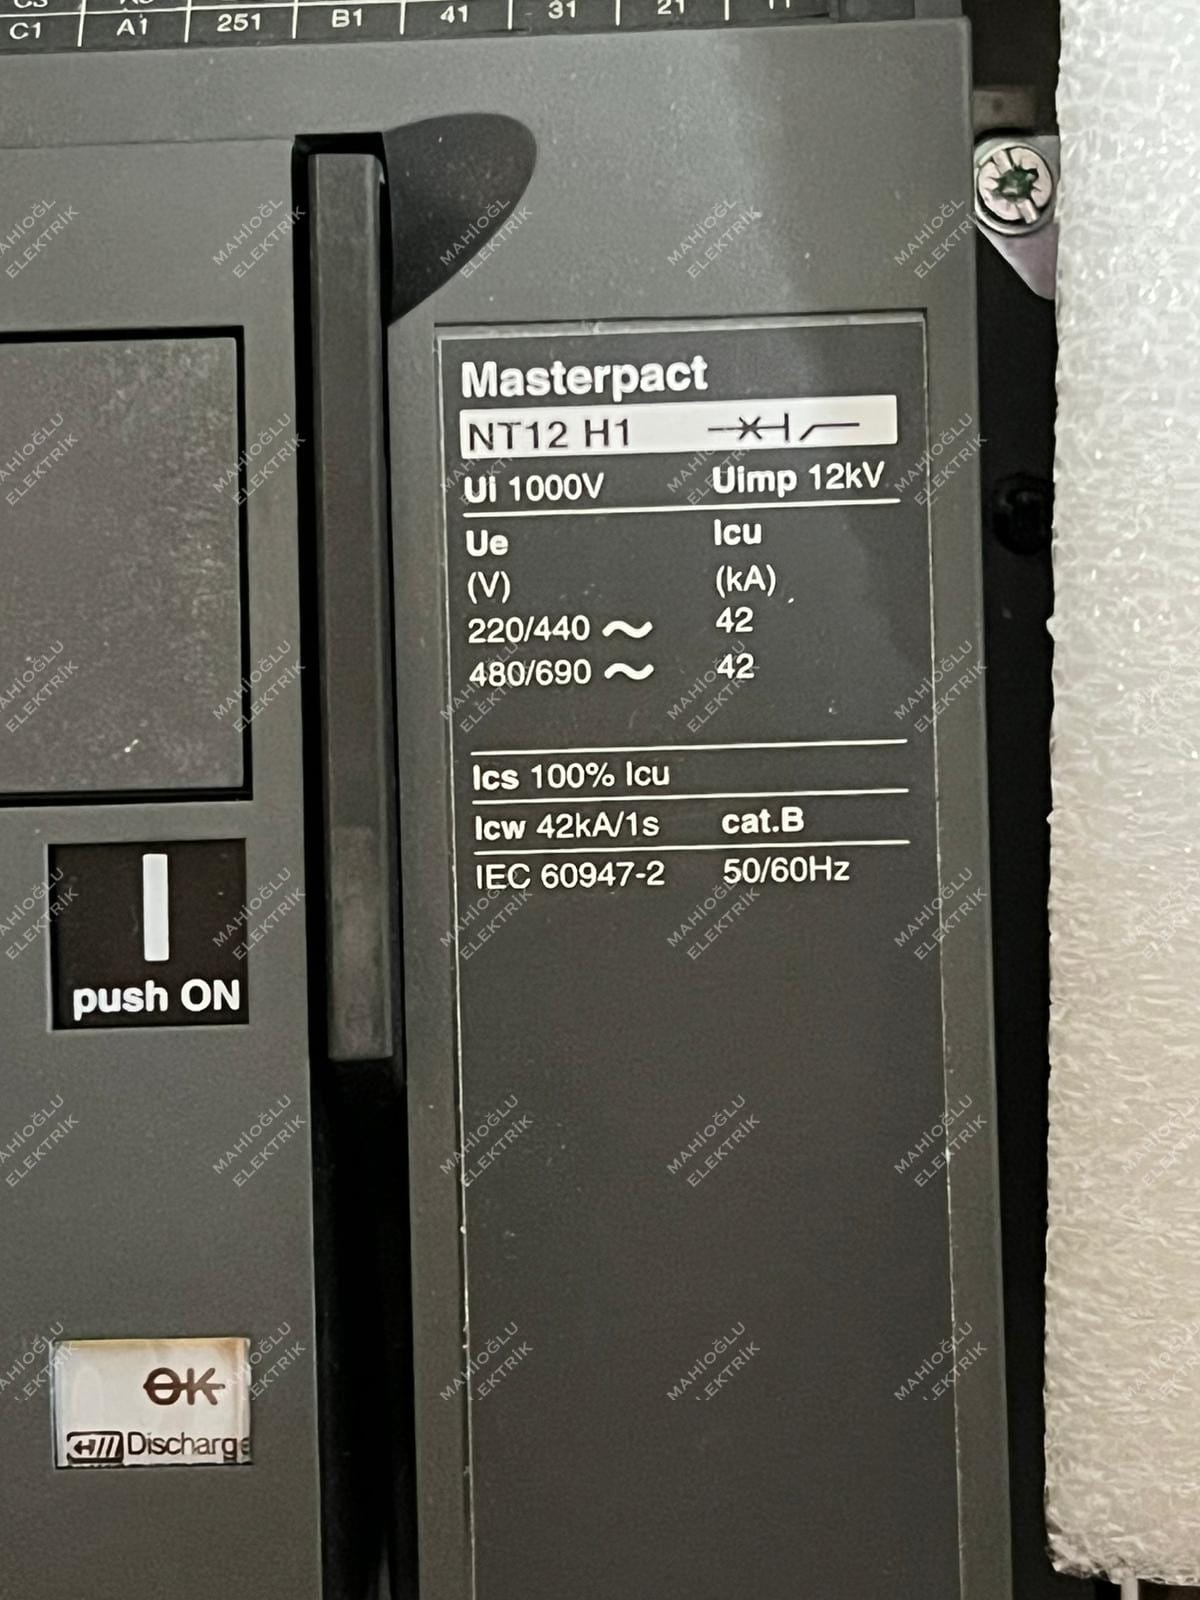 C1 A1 251 B1 41 31 21 11
Masterpact
NT12 H1
Ui 1000V Uimp 12kV
Ue Icu
(V) (kA)
220/440 ~ 42
480/690 ~ 42
Ics 100% Icu
Icw 42kA/1s cat.B
IEC 60947-2 50/60Hz
push ON
OK
Discharge
MAHİOĞLU
ELEKTRİK